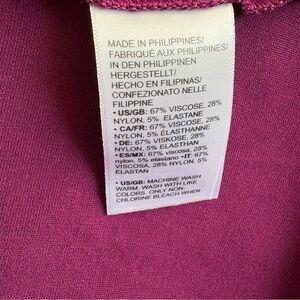 MADE IN PHILIPPINES/
FABRIQUÉ AUX PHILIPPINES/
IN DEN PHILIPPINEN
HERGESTELLT/
HECHO EN FILIPINAS/
CONFEZIONATO NELLE
FILIPPINE
• US/GB: 67% VISCOSE, 28%
NYLON, 5% ELASTANE
• CA/FR: 67% VISCOSE, 28%
NYLON, 5% ÉLASTHANNE
• DE: 67% VISKOSE, 28%
NYLON, 5% ELASTHAN
• ES/MX: 67% viscosa, 28%
nylon, 5% elastano • IT: 67%
VISCOSA, 28% NYLON, 5%
ELASTAN
• US/GB: MACHINE WASH
WARM. WASH WITH LIKE
COLORS. ONLY NON-
CHLORINE BLEACH WHEN